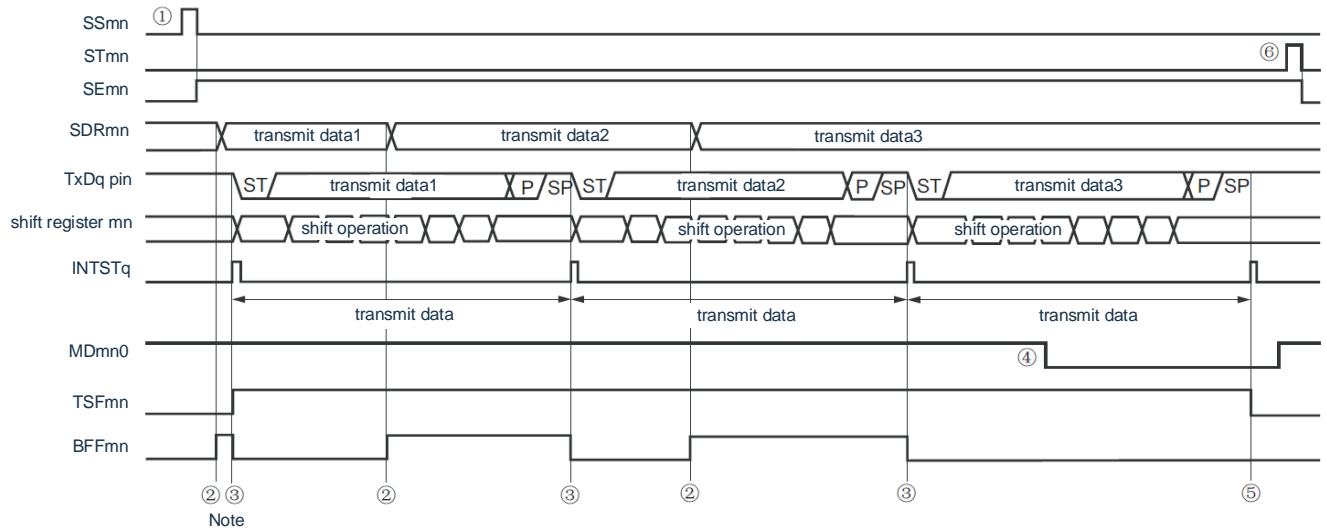 ① SSmn
STmn ⑥
SEmn
SDRmn transmit data1 transmit data2 transmit data3
TxDq pin ST transmit data1 P SP ST transmit data2 P SP ST transmit data3 P SP
shift register mn shift operation shift operation shift operation
INTSTq
transmit data transmit data transmit data
MDmn0 ④
TSFmn
BFFmn
② ③ ② ③ ② ③ ⑤
Note